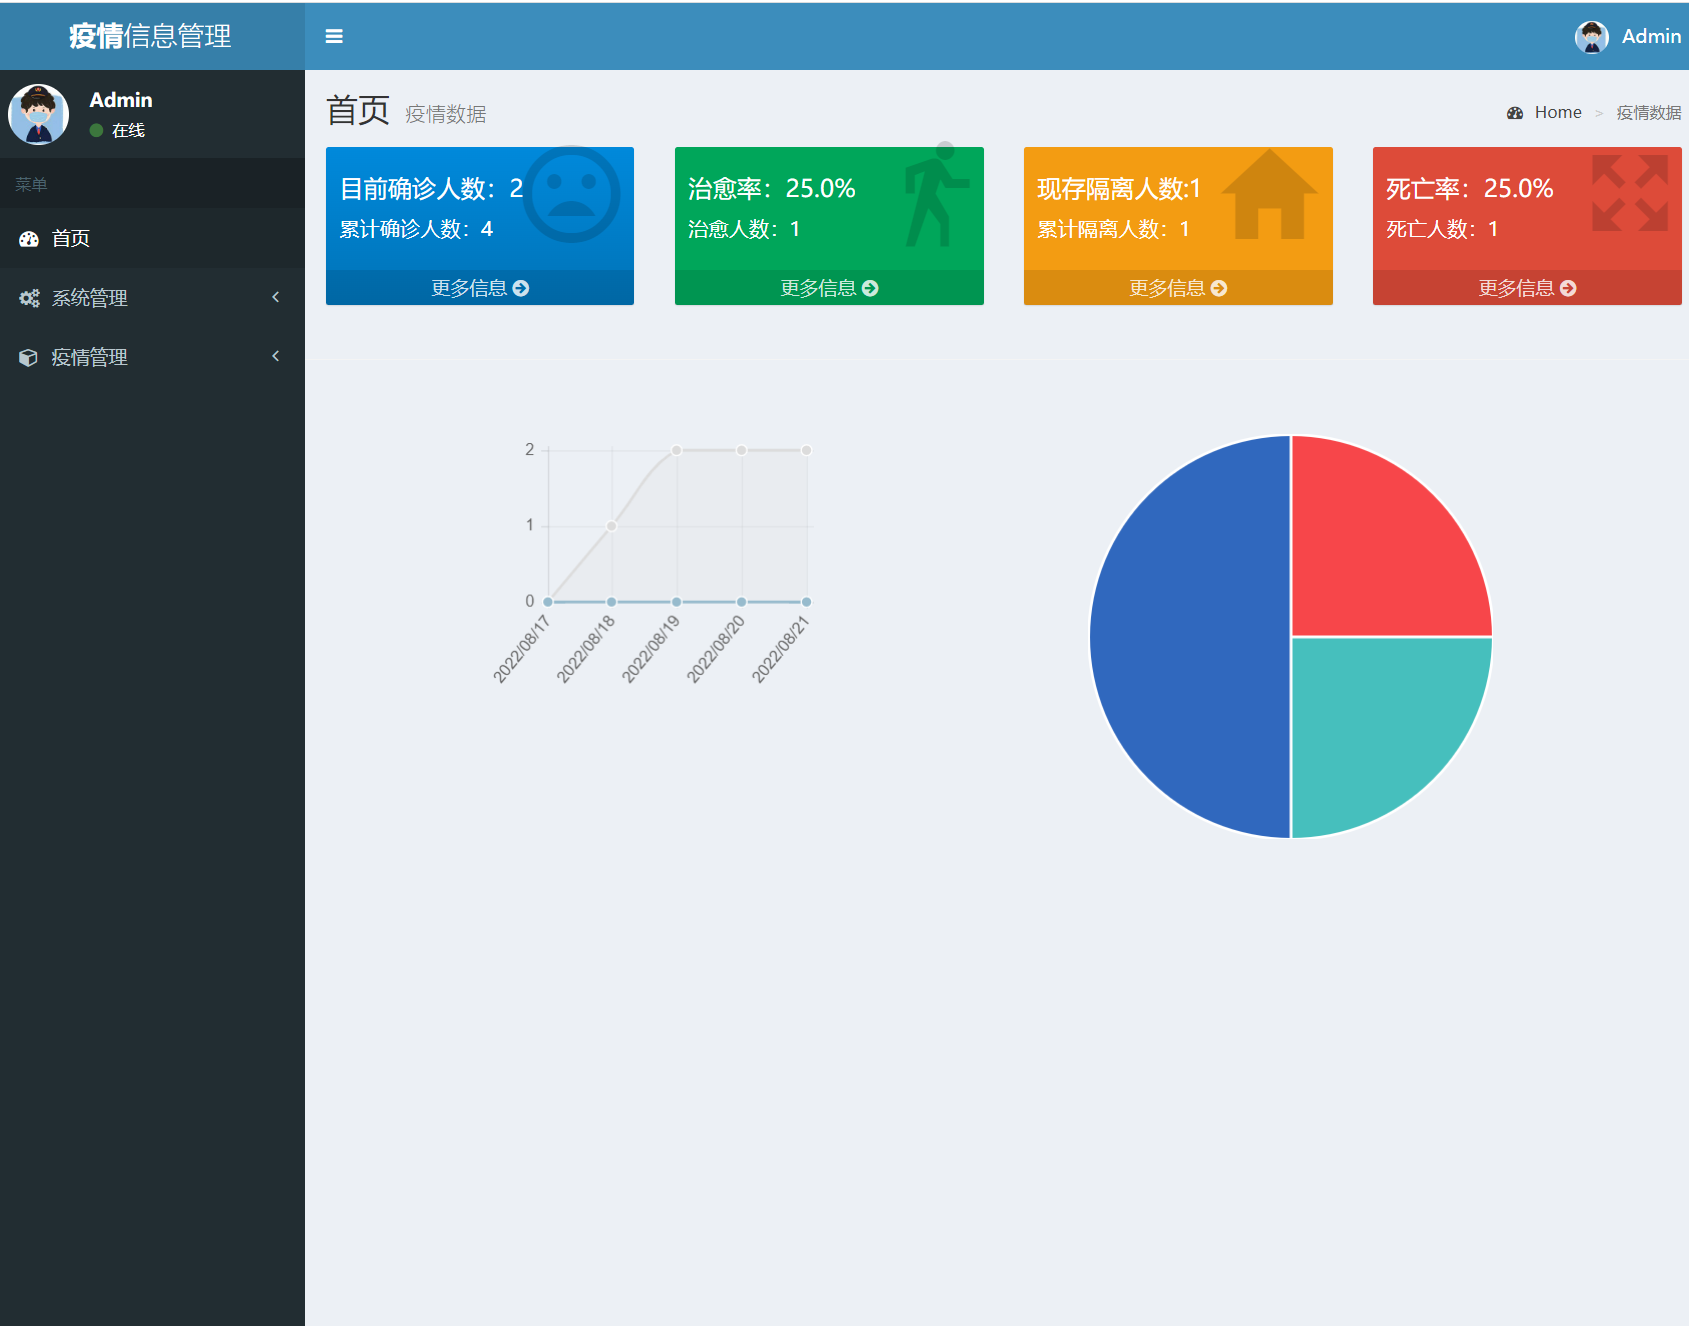 疫情信息管理
Admin
Admin
在线
菜单
首页
系统管理
疫情管理
首页 疫情数据
Home > 疫情数据
目前确诊人数：2
累计确诊人数：4
更多信息
治愈率：25.0%
治愈人数：1
更多信息
现存隔离人数:1
累计隔离人数：1
更多信息
死亡率：25.0%
死亡人数：1
更多信息
2
1
0
2022/08/17
2022/08/18
2022/08/19
2022/08/20
2022/08/21